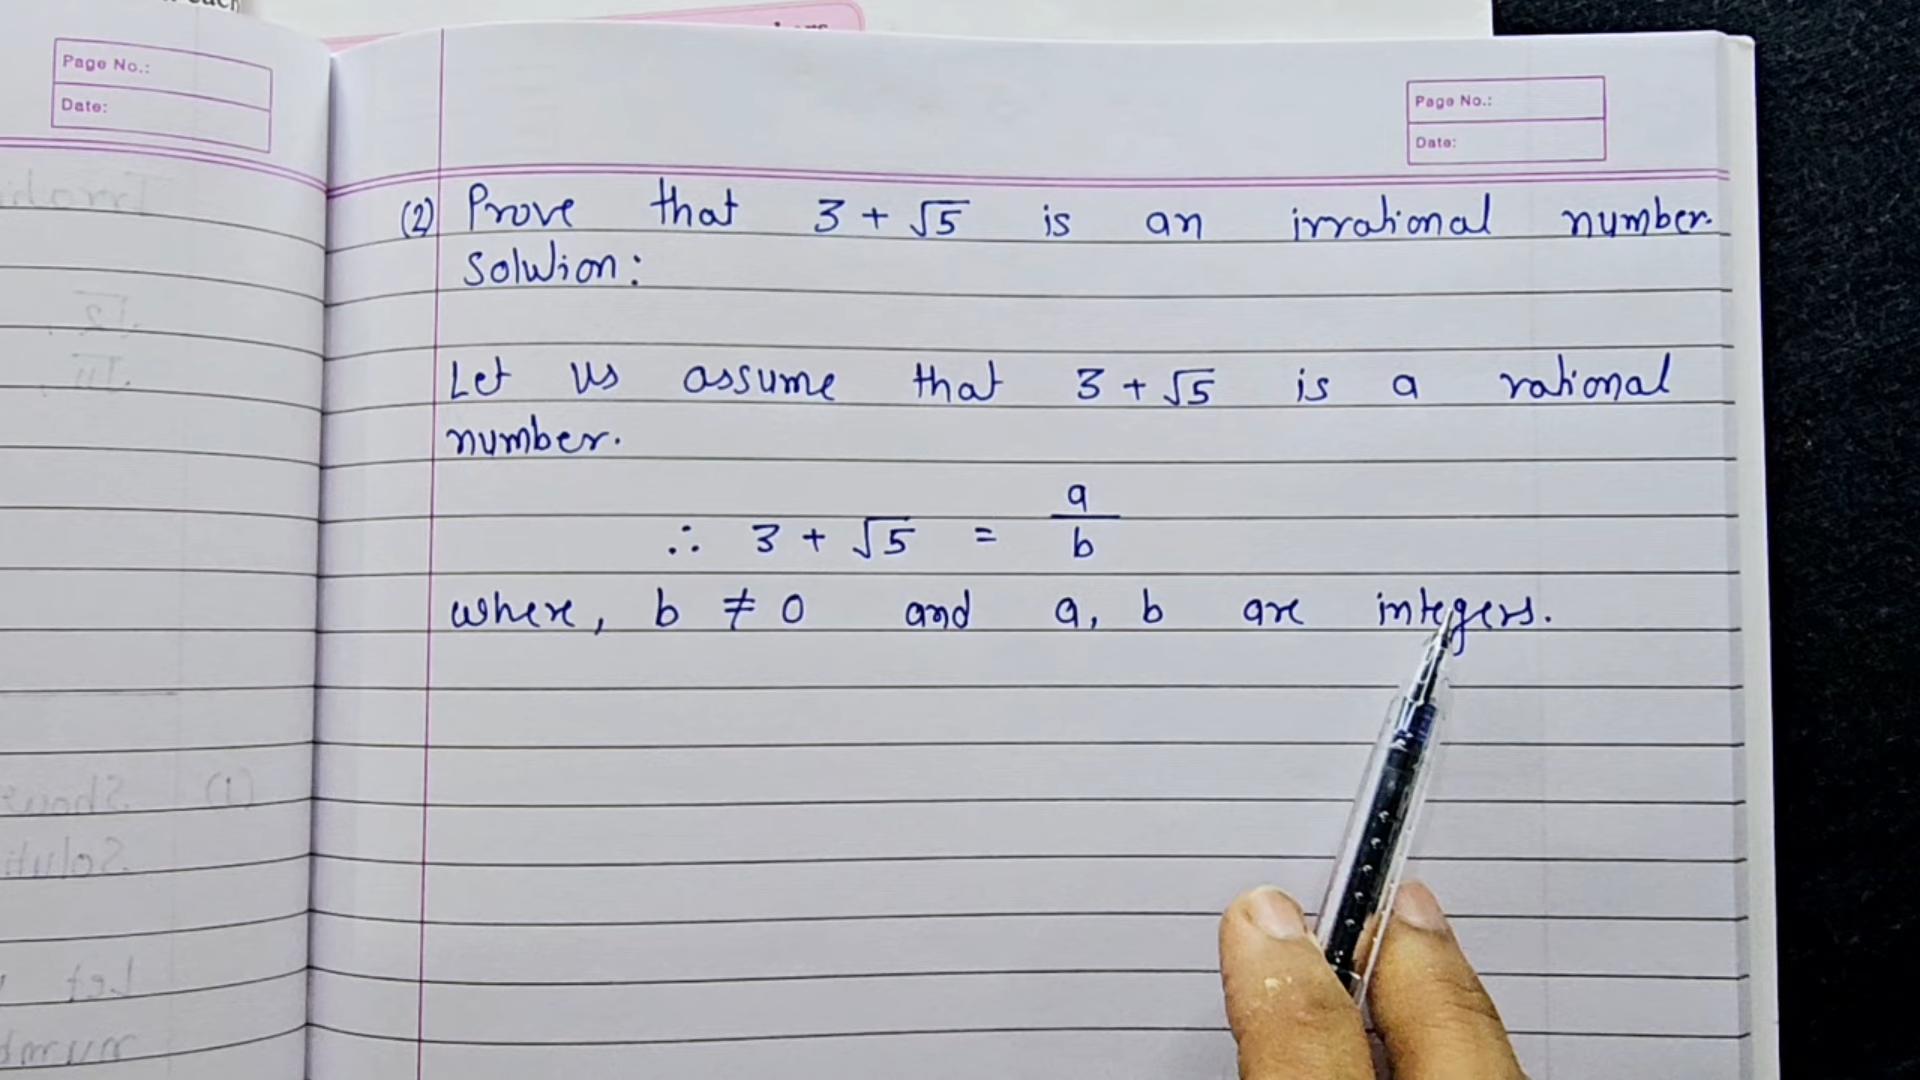 Page No.:
Date:
Page No.:
Date:
(2) Prove that 3 + √5 is an irrational number.
Solution:
Let us assume that 3 + √5 is a rational
number.
∴ 3 + √5 = a/b
where, b ≠ 0 and a, b are integers.